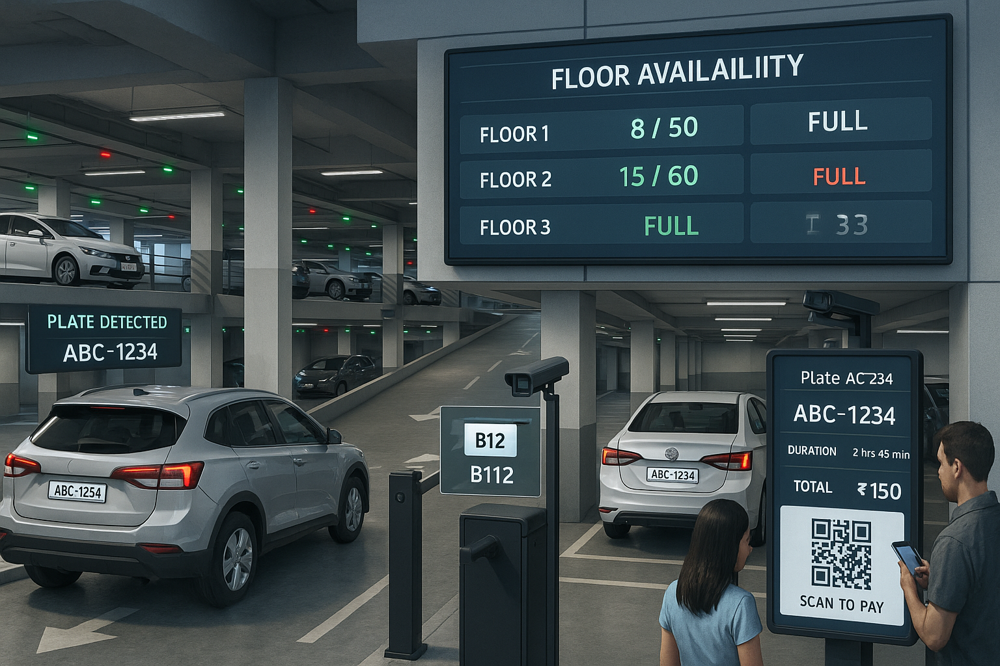 FLOOR AVAILAILIITY
FLOOR 1 8 / 50 FULL
FLOOR 2 15 / 60 FULL
FLOOR 3 FULL I 33
PLATE DETECTED
ABC-1234
ABC-1254
B12
B112
ABC-1234
Plate AC234
ABC-1234
DURATION 2 hrs 45 min
TOTAL ₹150
SCAN TO PAY